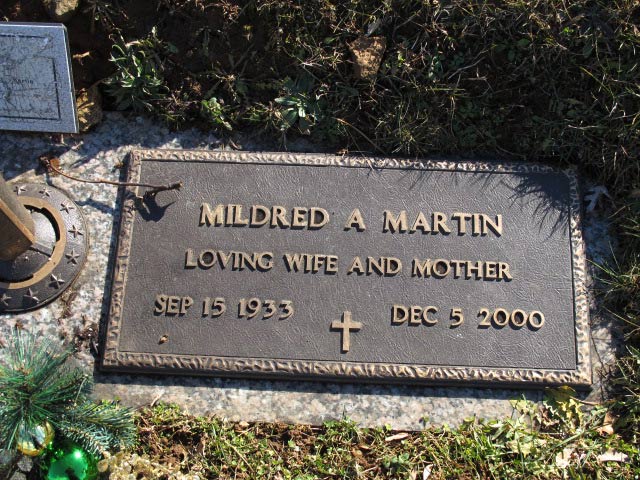 MILDRED A MARTIN
LOVING WIFE AND MOTHER
SEP 15 1933 DEC 5 2000